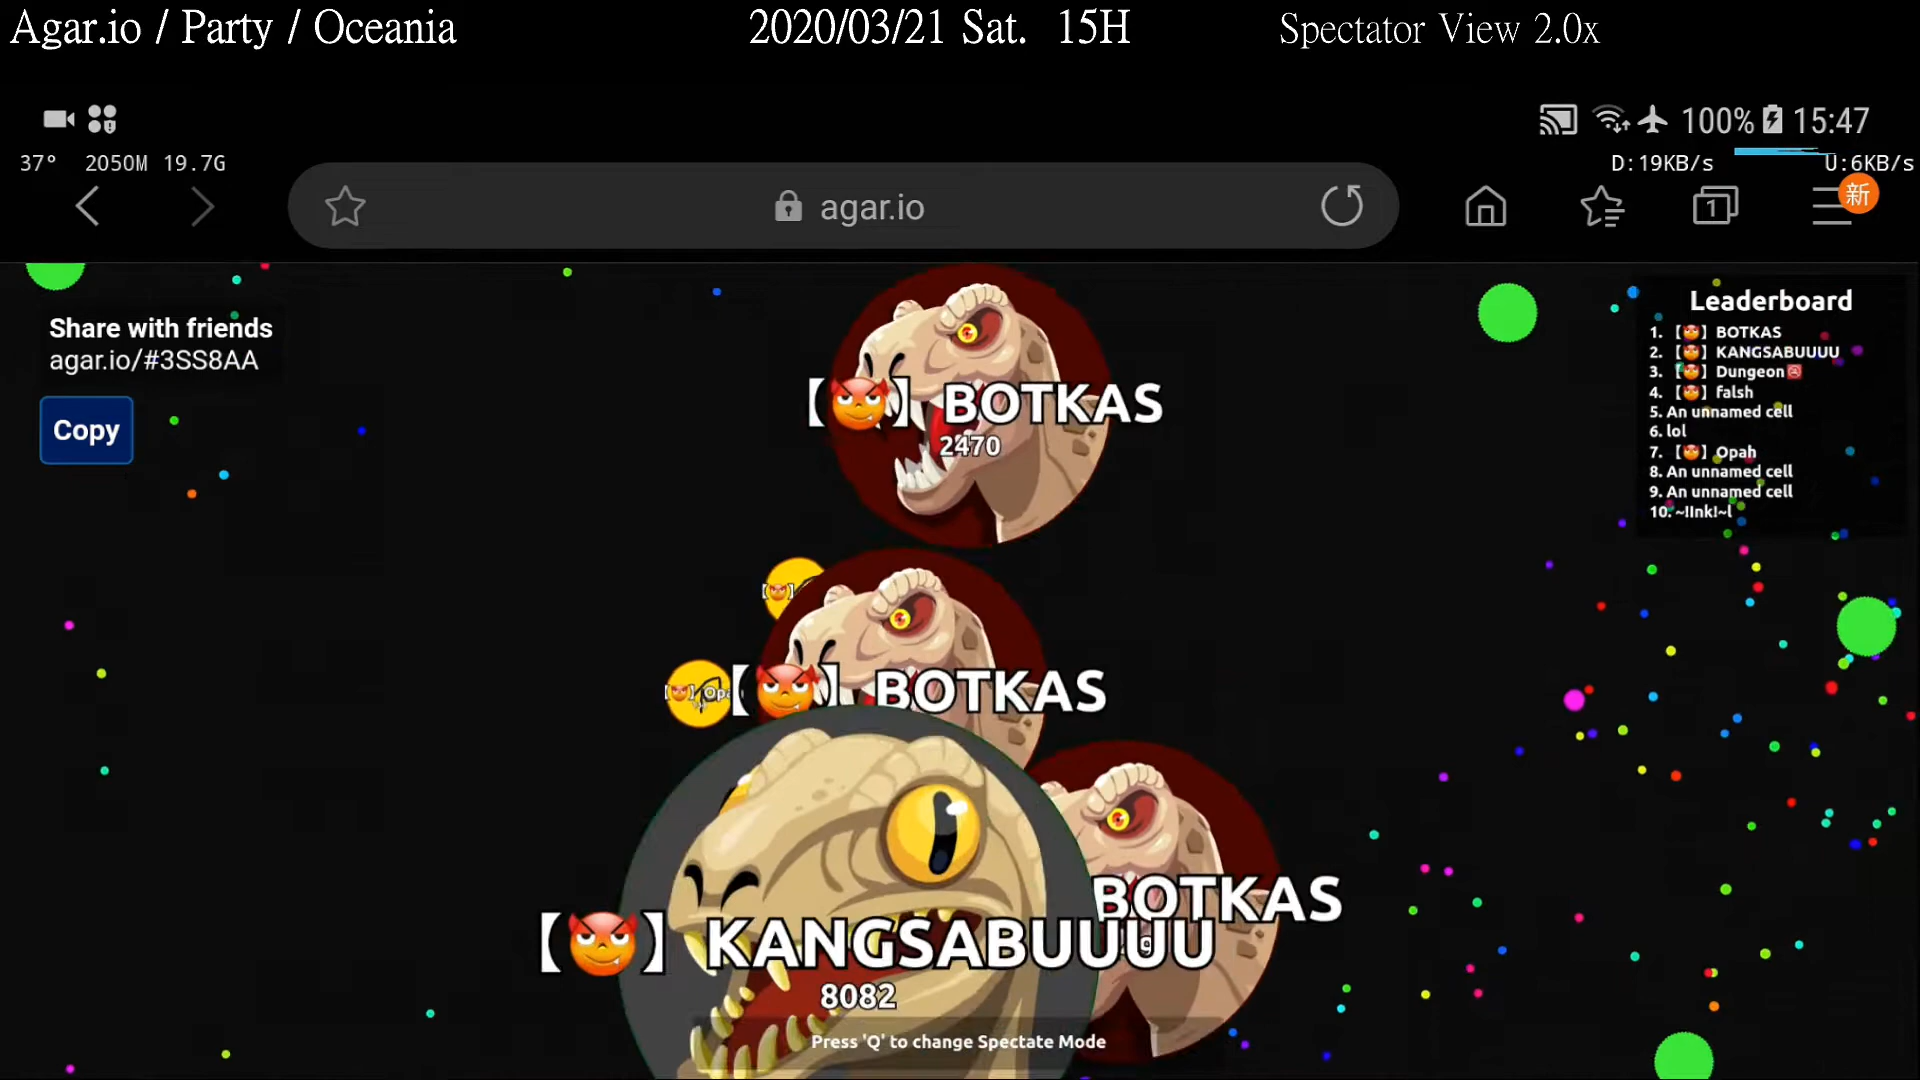 Agar.io / Party / Oceania
2020/03/21 Sat. 15H
Spectator View 2.0x
100% 15:47
37° 2050M 19.7G
D:19KB/s U:6KB/s
agar.io
1
新
Share with friends
agar.io/#3SS8AA
Copy
Leaderboard
1. 【😈】 BOTKAS
2. 【😈】 KANGSABUUUU
3. 【😈】 Dungeon
4. 【😈】 falsh
5. An unnamed cell
6. lol
7. 【😈】 Opah
8. An unnamed cell
9. An unnamed cell
10. ~!Ink!~l
【😈】 BOTKAS
2470
【😈】 BOTKAS
BOTKAS
【😈】 KANGSABUUUU
8082
Press 'Q' to change Spectate Mode